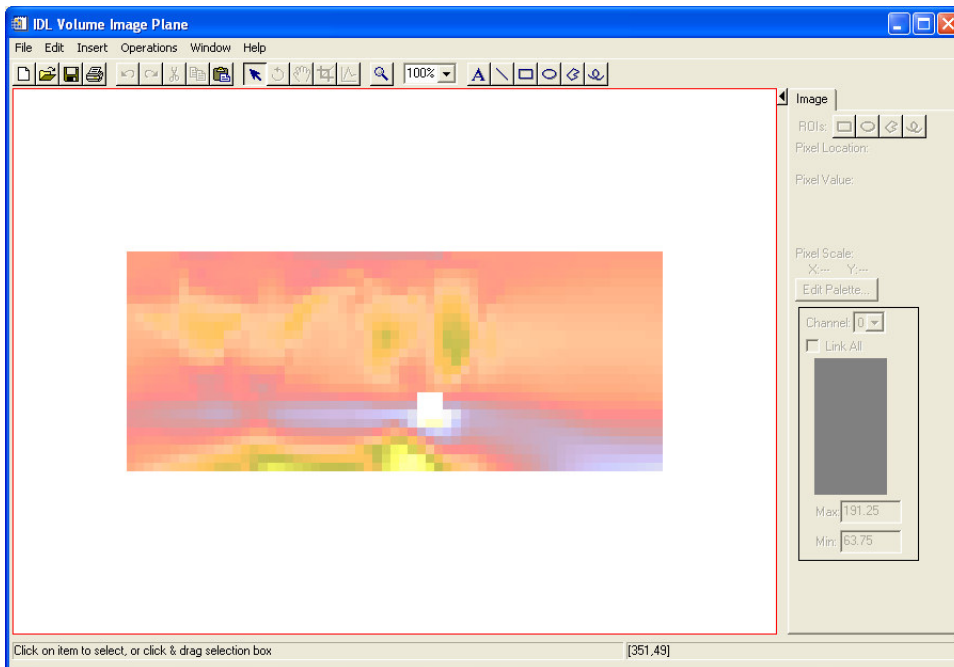 IDL Volume Image Plane
File Edit Insert Operations Window Help
100% A
Image
ROIs:
Pixel Location:
Pixel Value:
Pixel Scale:
X:--- Y:---
Edit Palette...
Channel: 0
Link All
Max: 191.25
Min: 63.75
Click on item to select, or click & drag selection box [351,49]